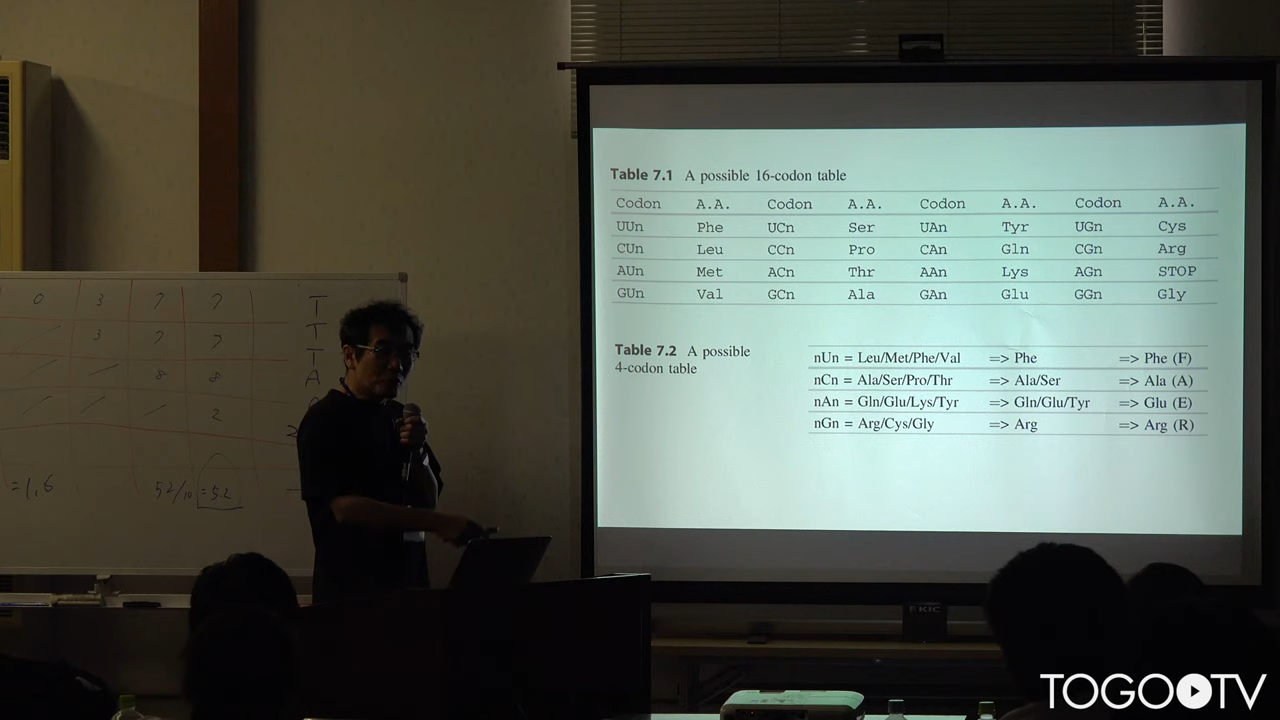 Table 7.1 A possible 16-codon table
Codon A.A. Codon A.A. Codon A.A. Codon A.A.
UUn Phe UCn Ser UAn Tyr UGn Cys
CUn Leu CCn Pro CAn Gln CGn Arg
AUn Met ACn Thr AAn Lys AGn STOP
GUn Val GCn Ala GAn Glu GGn Gly
Table 7.2 A possible
4-codon table
nUn = Leu/Met/Phe/Val => Phe => Phe (F)
nCn = Ala/Ser/Pro/Thr => Ala/Ser => Ala (A)
nAn = Gln/Glu/Lys/Tyr => Gln/Glu/Tyr => Glu (E)
nGn = Arg/Cys/Gly => Arg => Arg (R)
0 3 7 7 T
3 7 7 T
8 8 T
A
2
=1,6 52/10 =5.2
KIC
TOGOTV